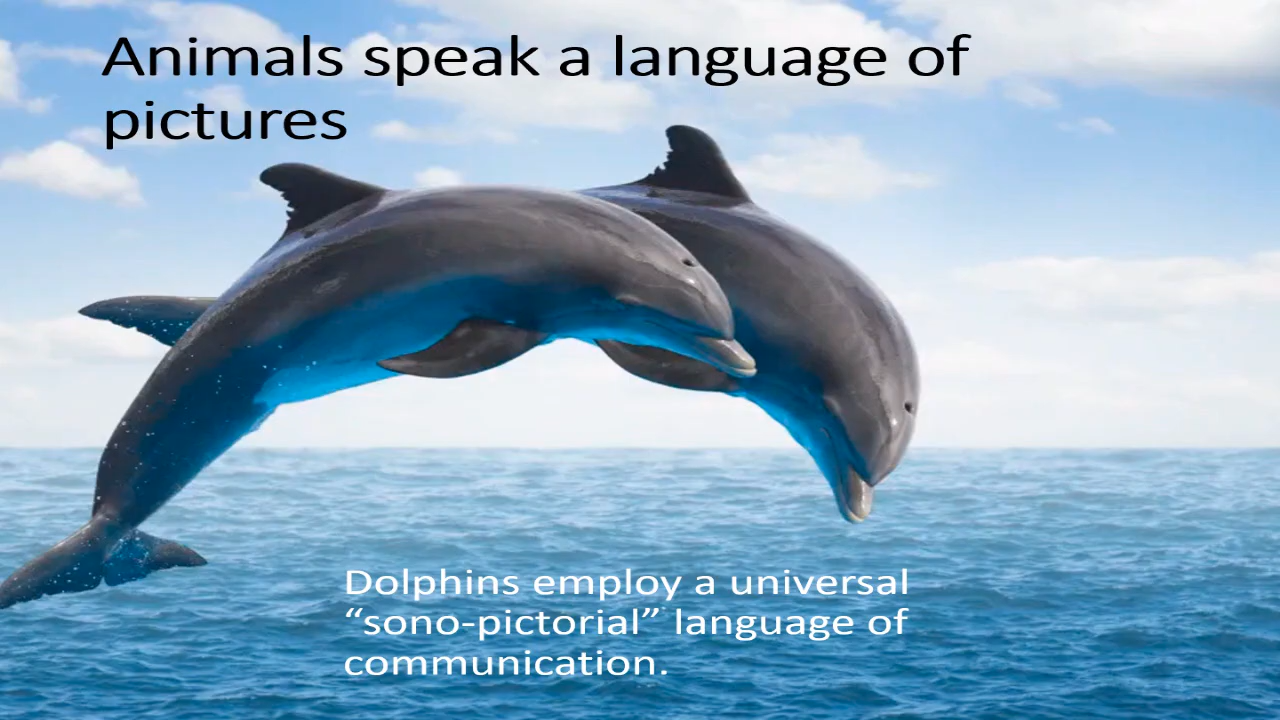 Animals speak a language of
pictures
Dolphins employ a universal
“sono-pictorial” language of
communication.